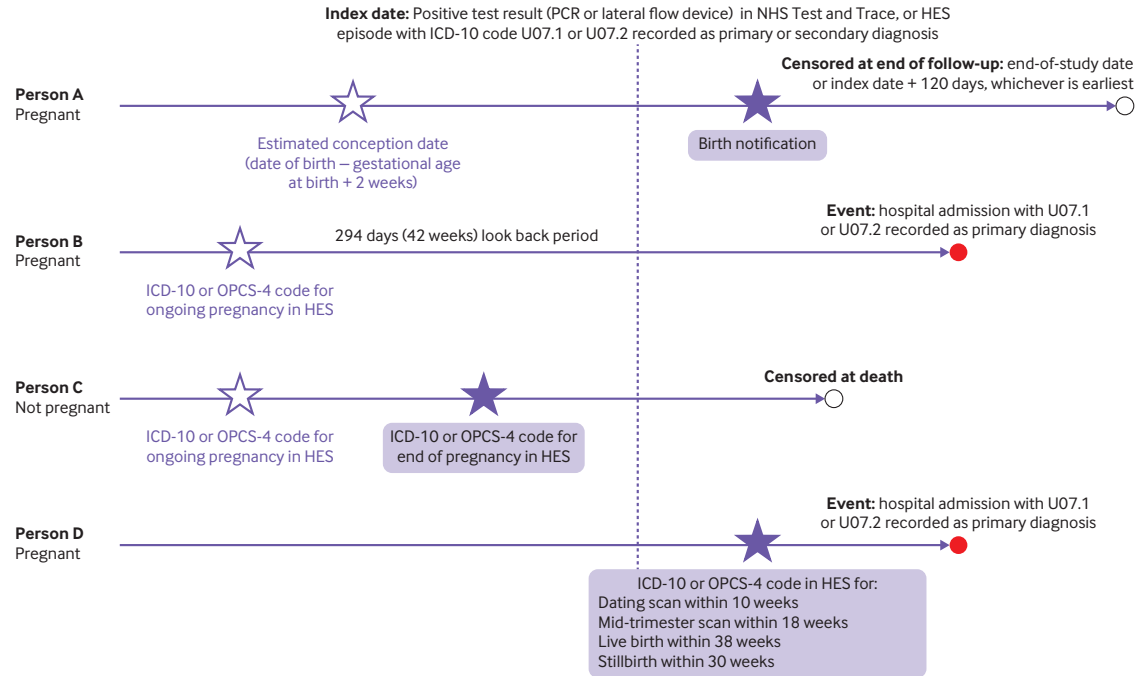 Index date: Positive test result (PCR or lateral flow device) in NHS Test and Trace, or HES
episode with ICD-10 code U07.1 or U07.2 recorded as primary or secondary diagnosis
Censored at end of follow-up: end-of-study date
or index date + 120 days, whichever is earliest
Person A
Pregnant
Estimated conception date
(date of birth – gestational age
at birth + 2 weeks)
Birth notification
Person B
Pregnant
294 days (42 weeks) look back period
Event: hospital admission with U07.1
or U07.2 recorded as primary diagnosis
ICD-10 or OPCS-4 code for
ongoing pregnancy in HES
Person C
Not pregnant
Censored at death
ICD-10 or OPCS-4 code for
ongoing pregnancy in HES
ICD-10 or OPCS-4 code for
end of pregnancy in HES
Person D
Pregnant
Event: hospital admission with U07.1
or U07.2 recorded as primary diagnosis
ICD-10 or OPCS-4 code in HES for:
Dating scan within 10 weeks
Mid-trimester scan within 18 weeks
Live birth within 38 weeks
Stillbirth within 30 weeks